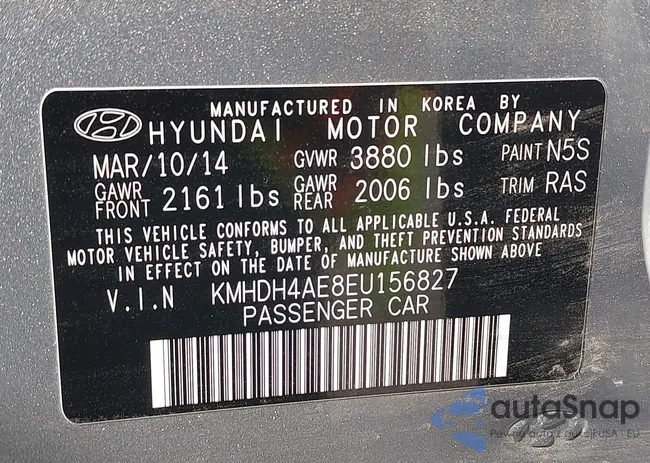 MANUFACTURED IN KOREA BY
HYUNDAI MOTOR COMPANY
MAR/10/14 GVWR 3880 lbs PAINT N5S
GAWR FRONT 2161 lbs GAWR REAR 2006 lbs TRIM RAS
THIS VEHICLE CONFORMS TO ALL APPLICABLE U.S.A. FEDERAL
MOTOR VEHICLE SAFETY, BUMPER, AND THEFT PREVENTION STANDARDS
IN EFFECT ON THE DATE OF MANUFACTURE SHOWN ABOVE
V.I.N KMHDH4AE8EU156827
PASSENGER CAR
autoSnap